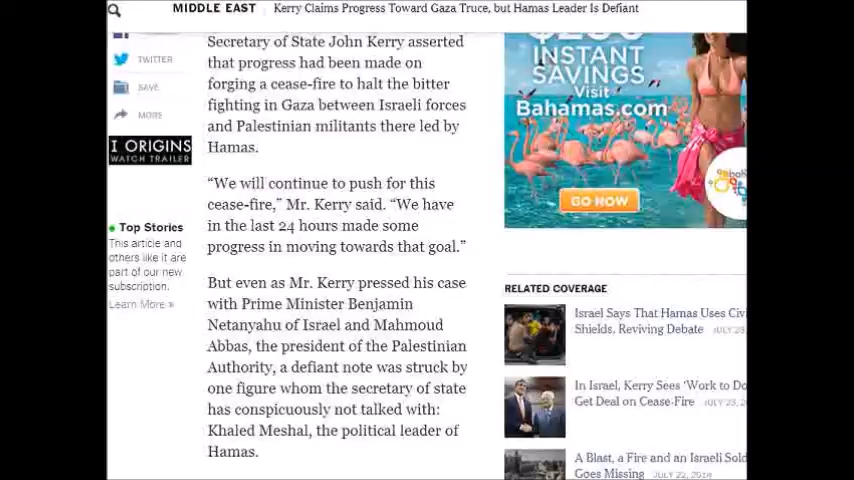 MIDDLE EAST
Kerry Claims Progress Toward Gaza Truce, but Hamas Leader Is Defiant
TWITTER
SAVE
MORE
I ORIGINS
WATCH TRAILER
Top Stories
This article and
others like it are
part of our new
subscription.
Learn More »
Secretary of State John Kerry asserted
that progress had been made on
forging a cease-fire to halt the bitter
fighting in Gaza between Israeli forces
and Palestinian militants there led by
Hamas.
“We will continue to push for this
cease-fire,” Mr. Kerry said. “We have
in the last 24 hours made some
progress in moving towards that goal.”
But even as Mr. Kerry pressed his case
with Prime Minister Benjamin
Netanyahu of Israel and Mahmoud
Abbas, the president of the Palestinian
Authority, a defiant note was struck by
one figure whom the secretary of state
has conspicuously not talked with:
Khaled Meshal, the political leader of
Hamas.
INSTANT
SAVINGS
Visit
Bahamas.com
GO NOW
RELATED COVERAGE
Israel Says That Hamas Uses Civi
Shields, Reviving Debate JULY 23,
In Israel, Kerry Sees ‘Work to Do
Get Deal on Cease-Fire JULY 23, 2
A Blast, a Fire and an Israeli Sold
Goes Missing JULY 22, 2014